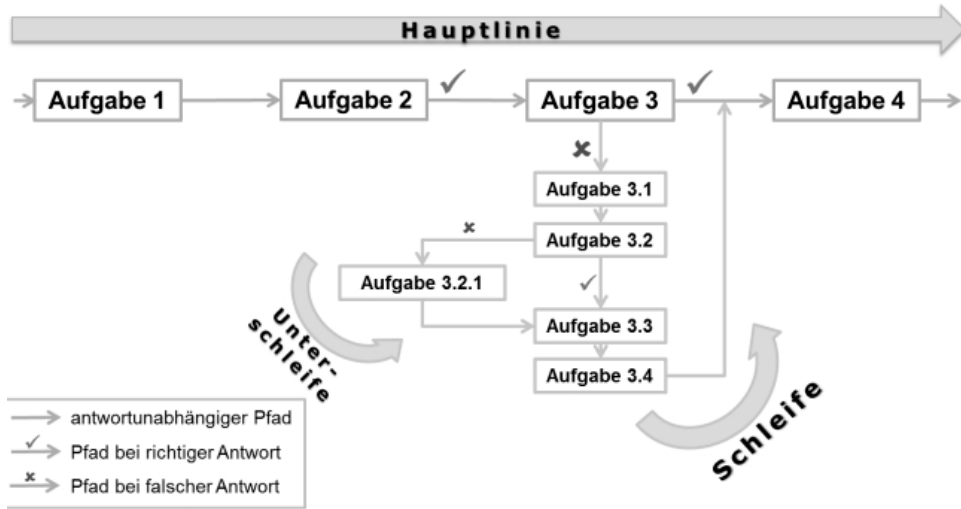 Hauptlinie
Aufgabe 1
Aufgabe 2
Aufgabe 3
Aufgabe 4
Aufgabe 3.1
Aufgabe 3.2
Aufgabe 3.2.1
Aufgabe 3.3
Aufgabe 3.4
Unter-
schleife
Schleife
antwortunabhängiger Pfad
Pfad bei richtiger Antwort
Pfad bei falscher Antwort